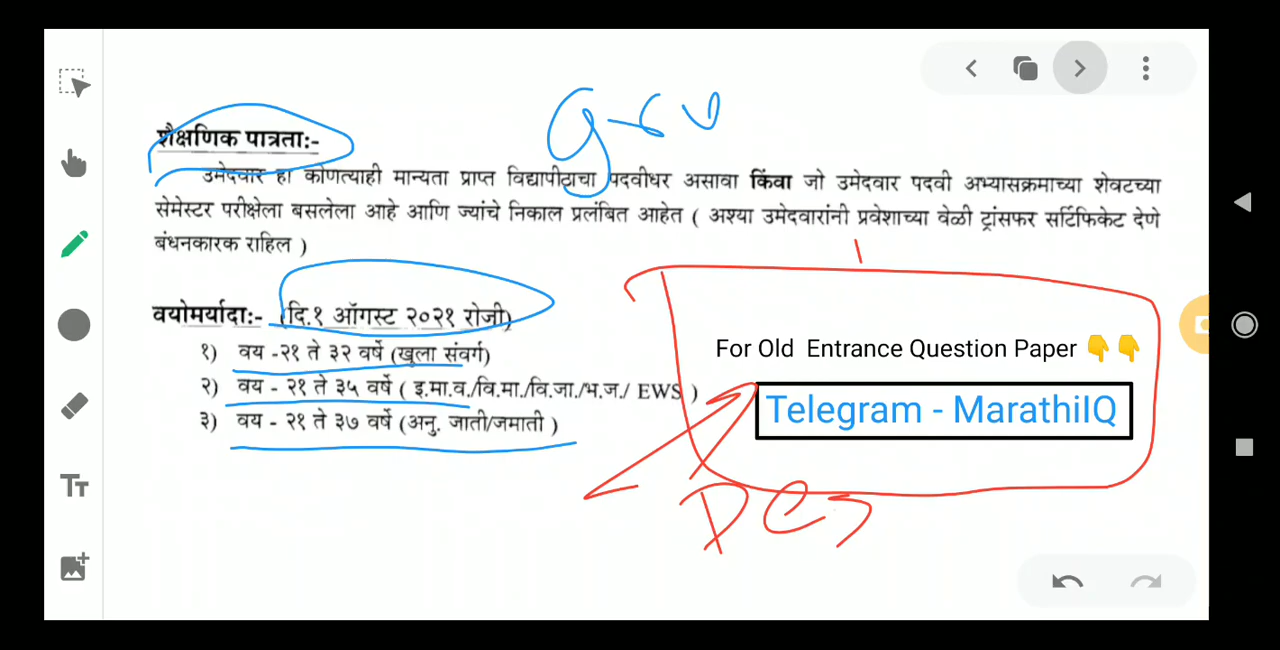 शैक्षणिक पात्रता:-
उमेदवार हा कोणत्याही मान्यता प्राप्त विद्यापीठाचा पदवीधर असावा किंवा जो उमेदवार पदवी अभ्यासक्रमाच्या शेवटच्या
सेमेस्टर परीक्षेला बसलेला आहे आणि ज्यांचे निकाल प्रलंबित आहेत ( अश्या उमेदवारांनी प्रवेशाच्या वेळी ट्रांसफर सर्टिफिकेट देणे
बंधनकारक राहिल )
वयोमर्यादा:- (दि.१ ऑगस्ट २०२१ रोजी)
१) वय -२१ ते ३२ वर्षे (खुला संवर्ग)
२) वय - २१ ते ३५ वर्षे ( इ.मा.व./वि.मा./वि.जा./भ.ज./ EWS )
३) वय - २१ ते ३७ वर्षे (अनु. जाती/जमाती )
For Old Entrance Question Paper 👇👇
Telegram - MarathiIQ